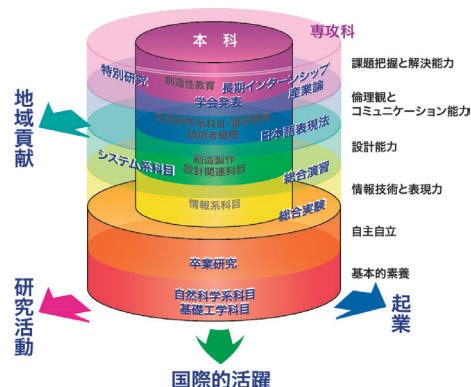 専攻科
本科
課題把握と解決能力
特別研究
創造性教育
長期インターンシップ
産業論
学会発表
倫理観と
コミュニケーション能力
地域貢献
日本語表現法
技術者倫理
設計能力
システム系科目
創造製作
設計関連科目
総合演習
情報技術と表現力
情報系科目
総合実験
自主自立
卒業研究
基本的素養
自然科学系科目
基礎工学科目
研究活動
起業
国際的活躍